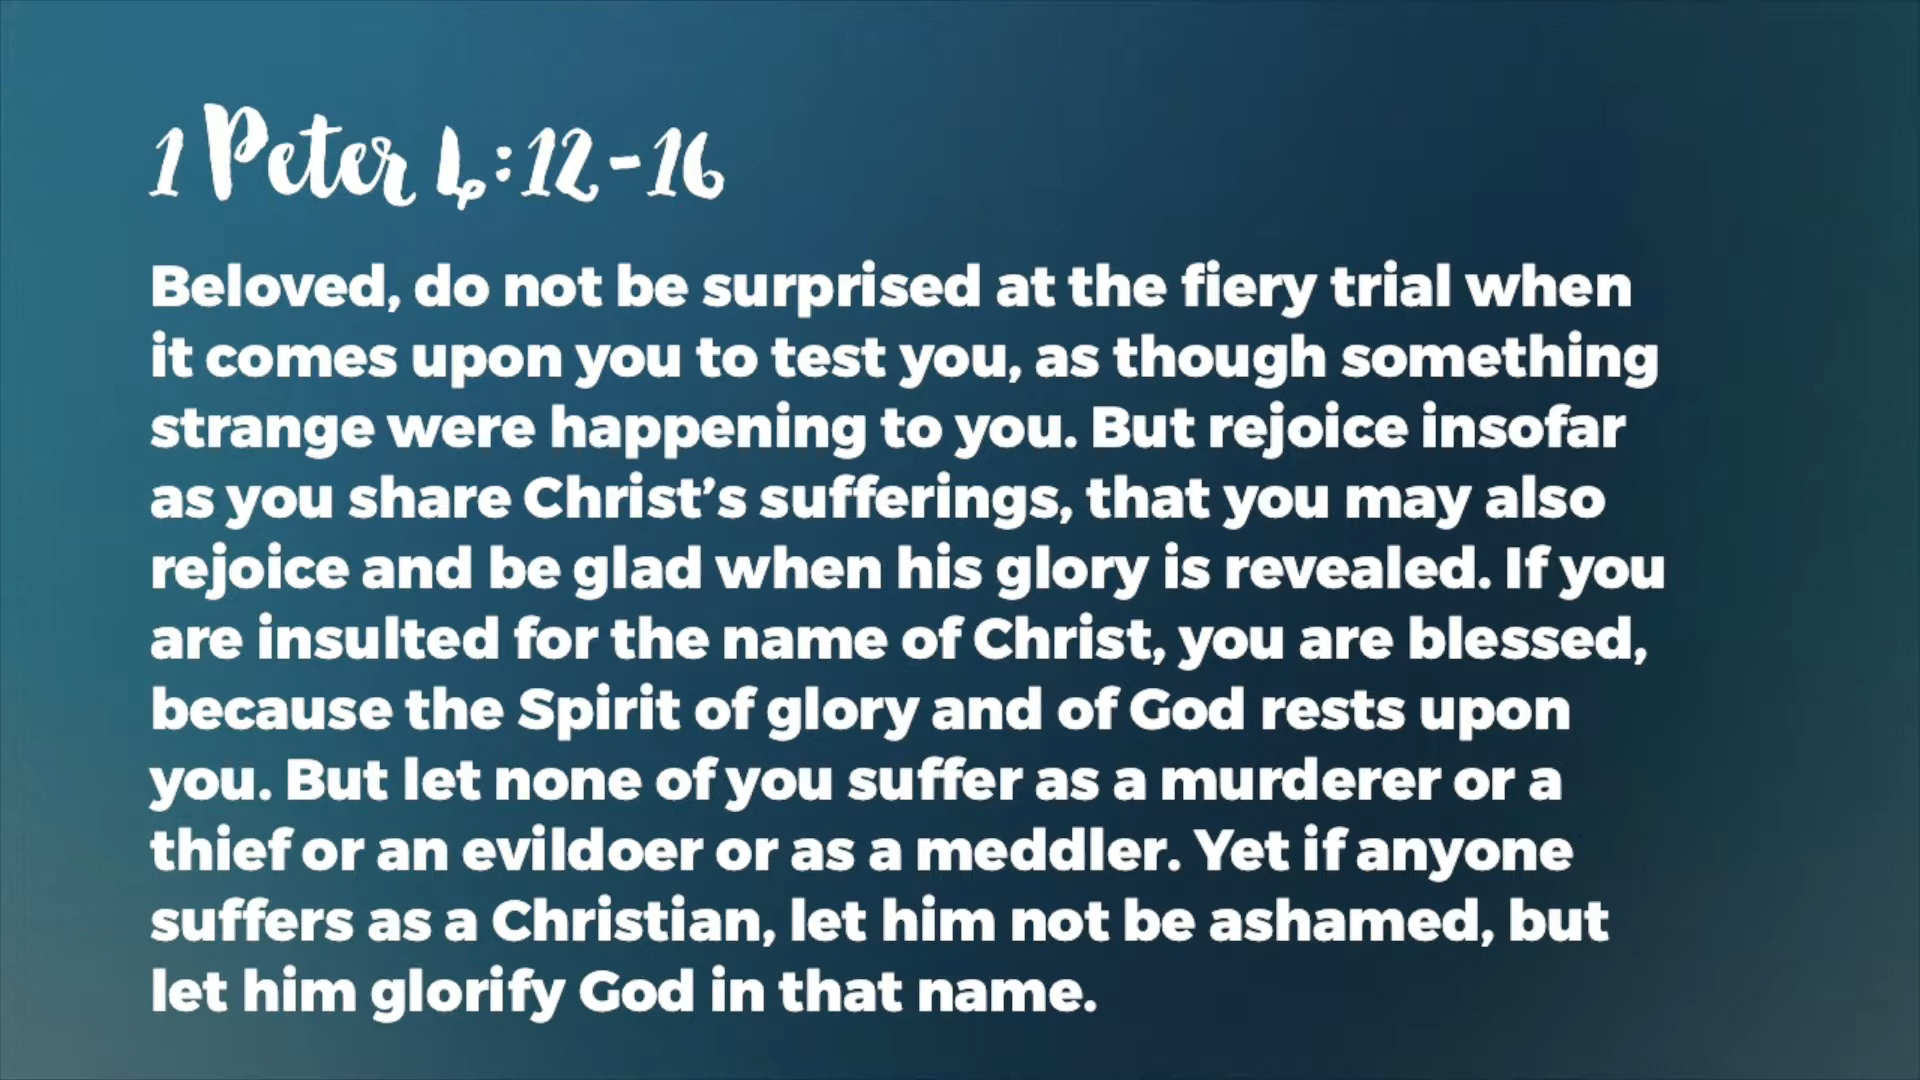 1 Peter 4:12-16
Beloved, do not be surprised at the fiery trial when
it comes upon you to test you, as though something
strange were happening to you. But rejoice insofar
as you share Christ’s sufferings, that you may also
rejoice and be glad when his glory is revealed. If you
are insulted for the name of Christ, you are blessed,
because the Spirit of glory and of God rests upon
you. But let none of you suffer as a murderer or a
thief or an evildoer or as a meddler. Yet if anyone
suffers as a Christian, let him not be ashamed, but
let him glorify God in that name.